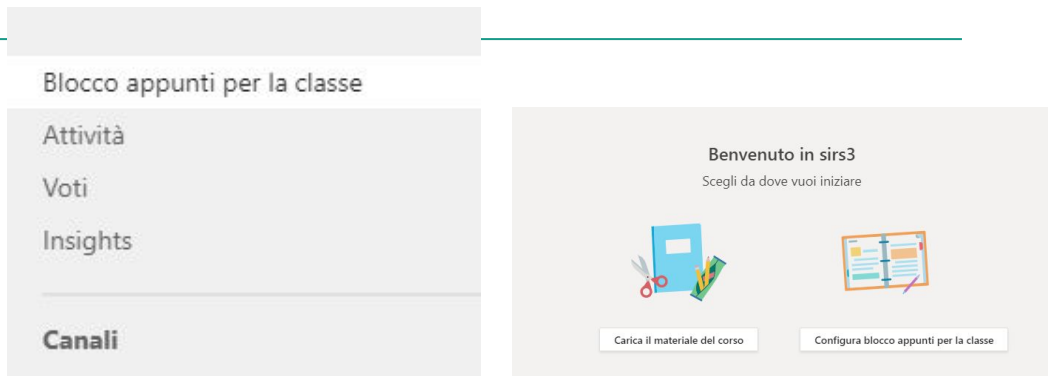 Blocco appunti per la classe
Attività
Voti
Insights
Canali
Benvenuto in sirs3
Scegli da dove vuoi iniziare
Carica il materiale del corso
Configura blocco appunti per la classe